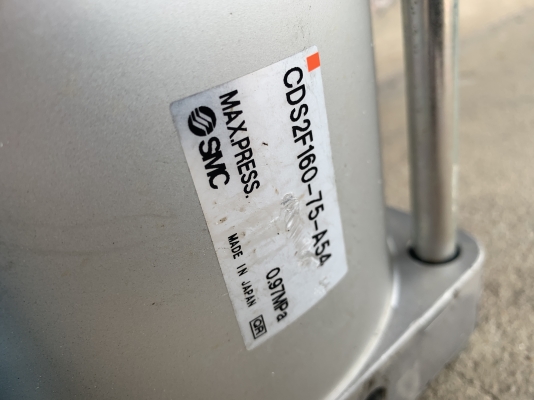 CDS2F160-75-A54
MAX.PRESS. 0.97MPa
SMC MADE IN JAPAN